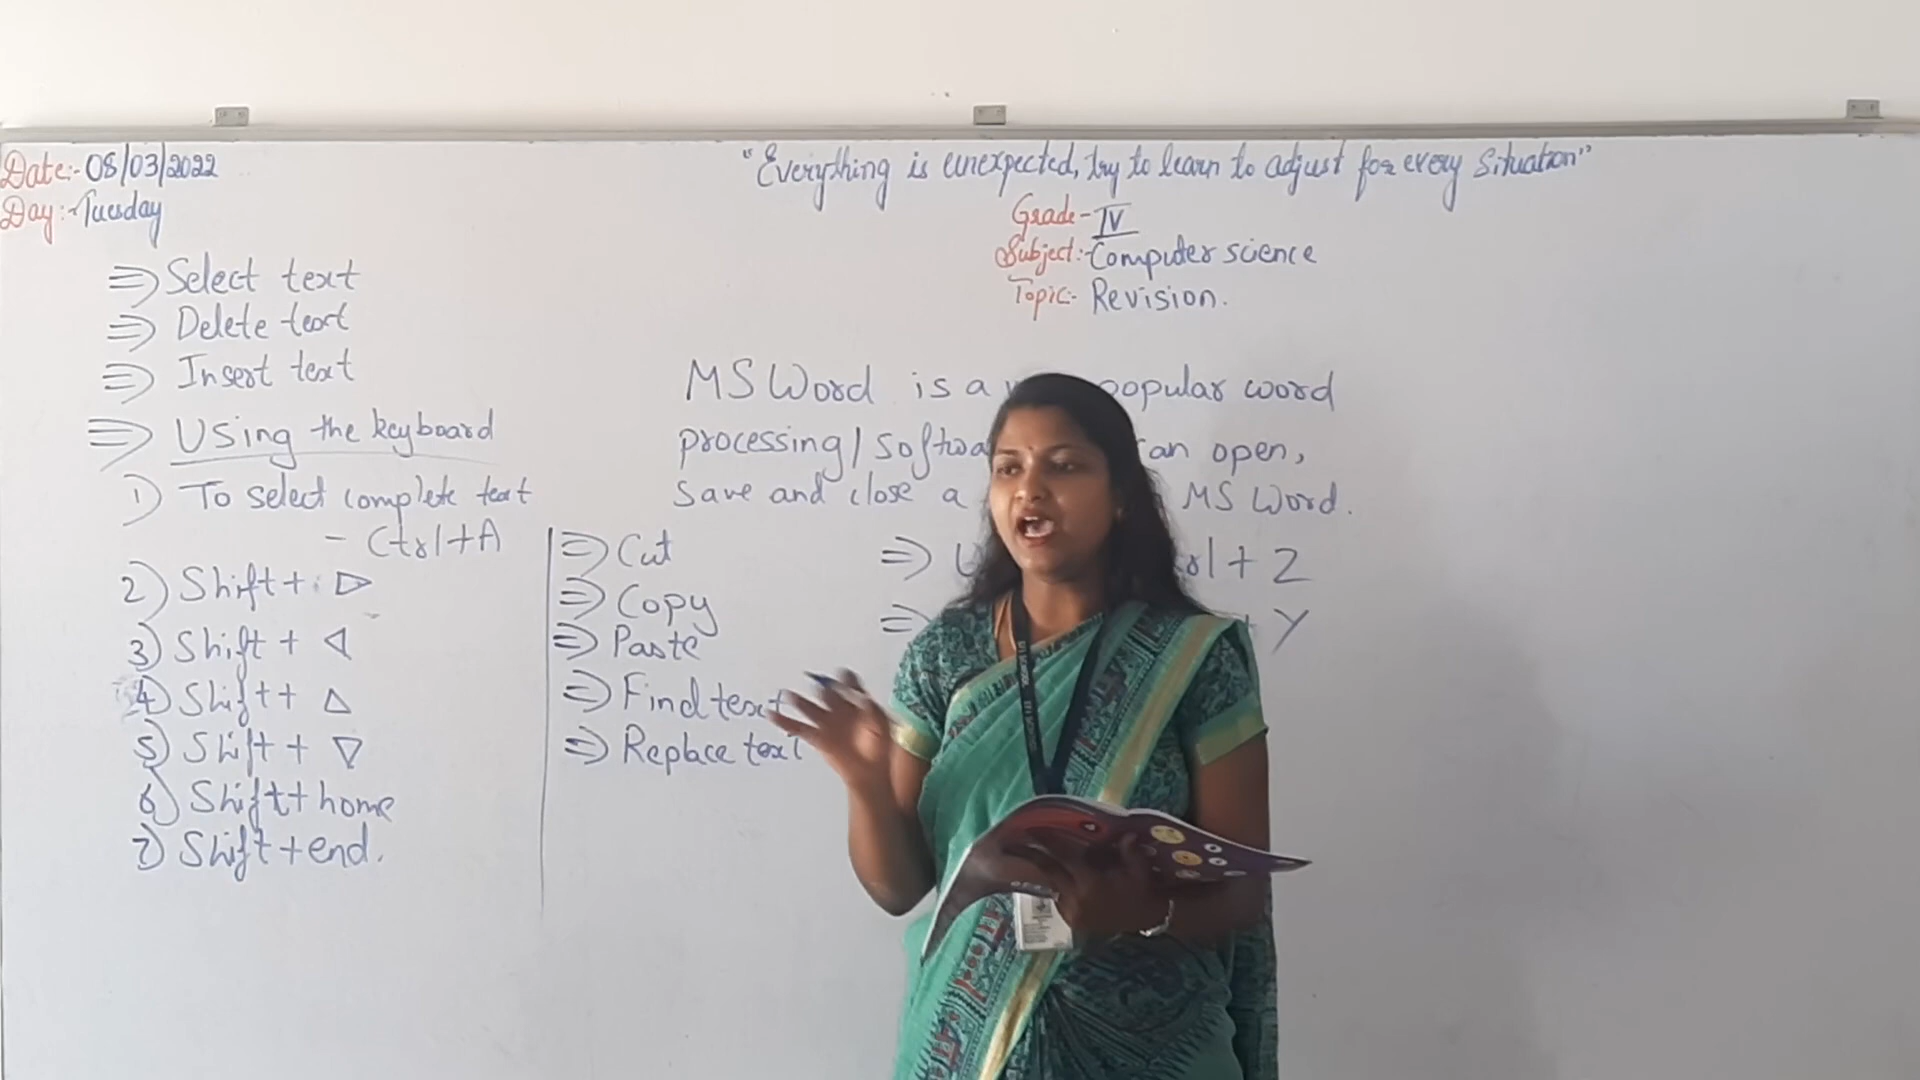 Date:- 08/03/2022
Day:- Tuesday
"Everything is unexpected, try to learn to adjust for every situation"
Grade - IV
Subject:- Computer science
Topic:- Revision.
⇒ Select text
⇒ Delete text
⇒ Insert text
⇒ Using the keyboard
1) To select complete text
- Ctrl+A
2) Shift + ▷
3) Shift + ◁
4) Shift + △
5) Shift + ▽
6) Shift + home
7) Shift + end.
MS Word is a popular word
processing/ an open,
save and close a MS Word.
⇒ Cut
⇒ Copy
⇒ Paste
⇒ Find text
⇒ Replace text
⇒ + Z
⇒ + Y